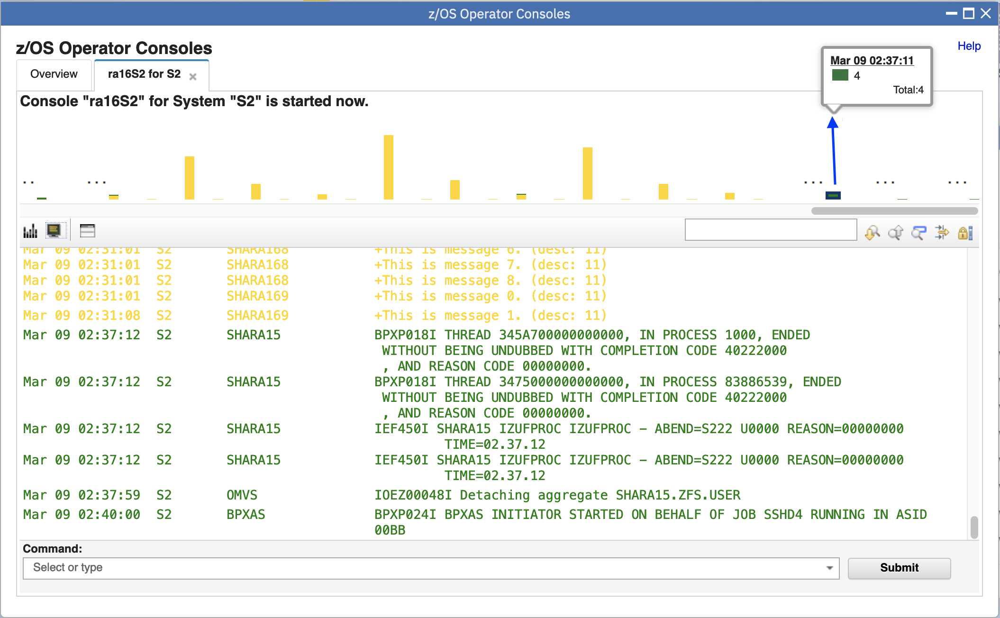 z/OS Operator Consoles
z/OS Operator Consoles
Help
Overview
ra16S2 for S2
Mar 09 02:37:11
4
Total:4
Console "ra16S2" for System "S2" is started now.
Mar 09 02:31:01 S2 SHARA168 +This is message 6. (desc: 11)
Mar 09 02:31:01 S2 SHARA168 +This is message 7. (desc: 11)
Mar 09 02:31:01 S2 SHARA168 +This is message 8. (desc: 11)
Mar 09 02:31:01 S2 SHARA169 +This is message 0. (desc: 11)
Mar 09 02:31:08 S2 SHARA169 +This is message 1. (desc: 11)
Mar 09 02:37:12 S2 SHARA15 BPXP018I THREAD 345A700000000000, IN PROCESS 1000, ENDED
WITHOUT BEING UNDUBBED WITH COMPLETION CODE 40222000
, AND REASON CODE 00000000.
Mar 09 02:37:12 S2 SHARA15 BPXP018I THREAD 3475000000000000, IN PROCESS 83886539, ENDED
WITHOUT BEING UNDUBBED WITH COMPLETION CODE 40222000
, AND REASON CODE 00000000.
Mar 09 02:37:12 S2 SHARA15 IEF450I SHARA15 IZUFPROC IZUFPROC – ABEND=S222 U0000 REASON=00000000
TIME=02.37.12
Mar 09 02:37:12 S2 SHARA15 IEF450I SHARA15 IZUFPROC IZUFPROC – ABEND=S222 U0000 REASON=00000000
TIME=02.37.12
Mar 09 02:37:59 S2 OMVS IOEZ00048I Detaching aggregate SHARA15.ZFS.USER
Mar 09 02:40:00 S2 BPXAS BPXP024I BPXAS INITIATOR STARTED ON BEHALF OF JOB SSHD4 RUNNING IN ASID
00BB
Command:
Select or type
Submit